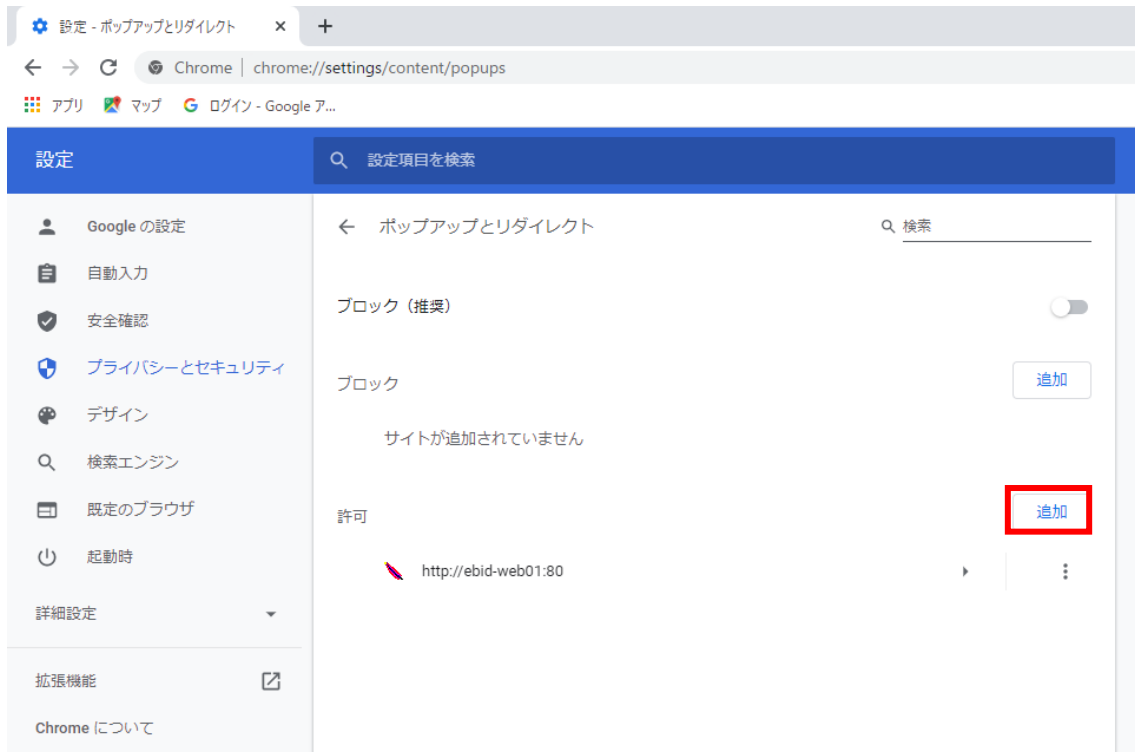 設定 - ポップアップとリダイレクト
Chrome | chrome://settings/content/popups
アプリ マップ ログイン - Google ア...
設定
設定項目を検索
Google の設定
自動入力
安全確認
プライバシーとセキュリティ
デザイン
検索エンジン
既定のブラウザ
起動時
詳細設定
拡張機能
Chrome について
ポップアップとリダイレクト
検索
ブロック（推奨）
ブロック
追加
サイトが追加されていません
許可
追加
http://ebid-web01:80